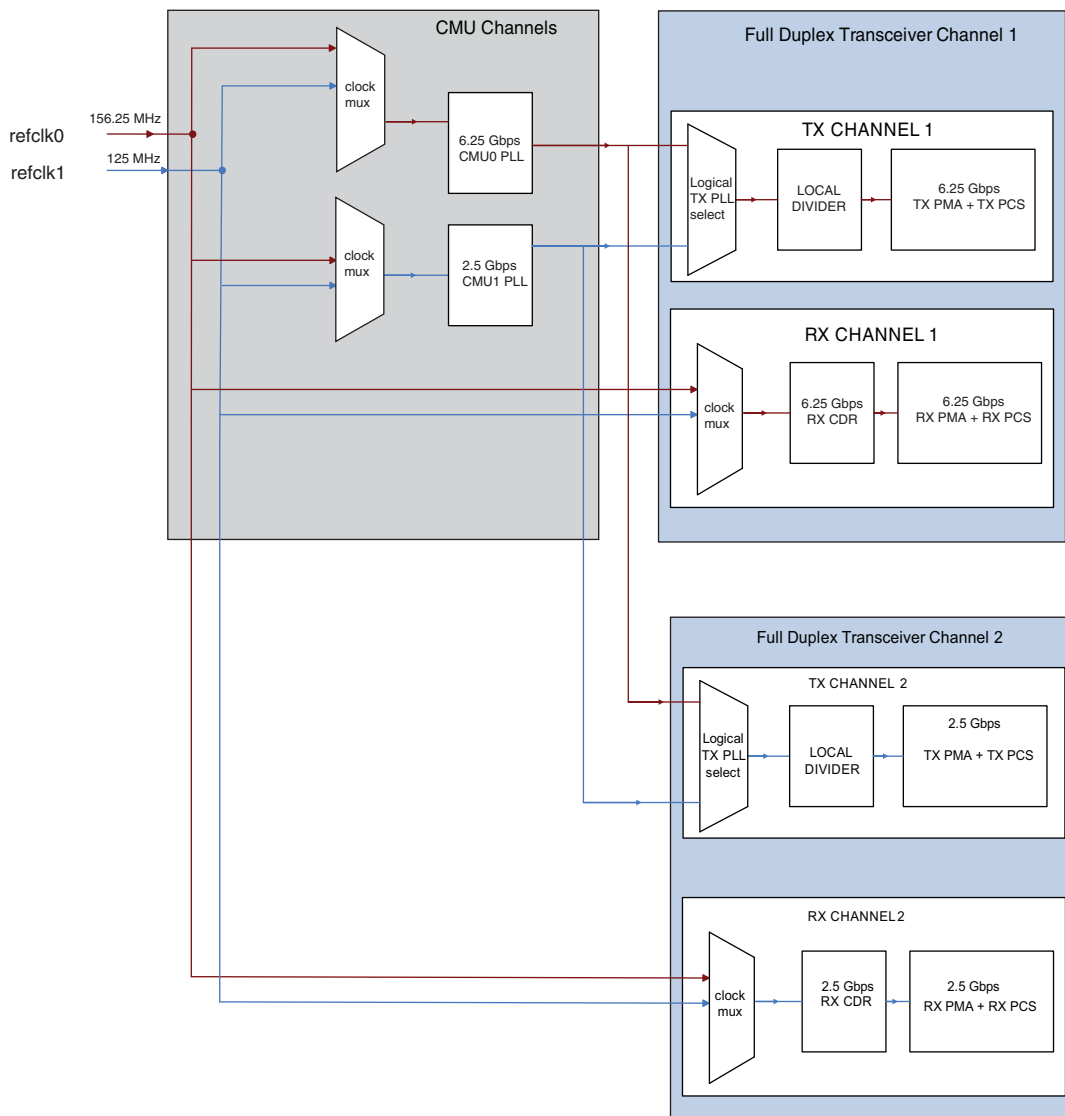 CMU Channels
Full Duplex Transceiver Channel 1
refclk0
156.25 MHz
refclk1
125 MHz
clock
mux
6.25 Gbps
CMU0 PLL
clock
mux
2.5 Gbps
CMU1 PLL
TX CHANNEL 1
Logical
TX PLL
select
LOCAL
DIVIDER
6.25 Gbps
TX PMA + TX PCS
RX CHANNEL 1
clock
mux
6.25 Gbps
RX CDR
6.25 Gbps
RX PMA + RX PCS
Full Duplex Transceiver Channel 2
TX CHANNEL 2
Logical
TX PLL
select
LOCAL
DIVIDER
2.5 Gbps
TX PMA + TX PCS
RX CHANNEL2
clock
mux
2.5 Gbps
RX CDR
2.5 Gbps
RX PMA + RX PCS